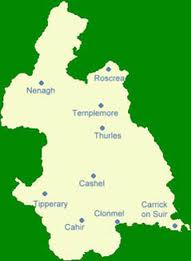 Roscrea
Nenagh
Templemore
Thurles
Cashel
Tipperary
Carrick
on Suir
Clonmel
Cahir